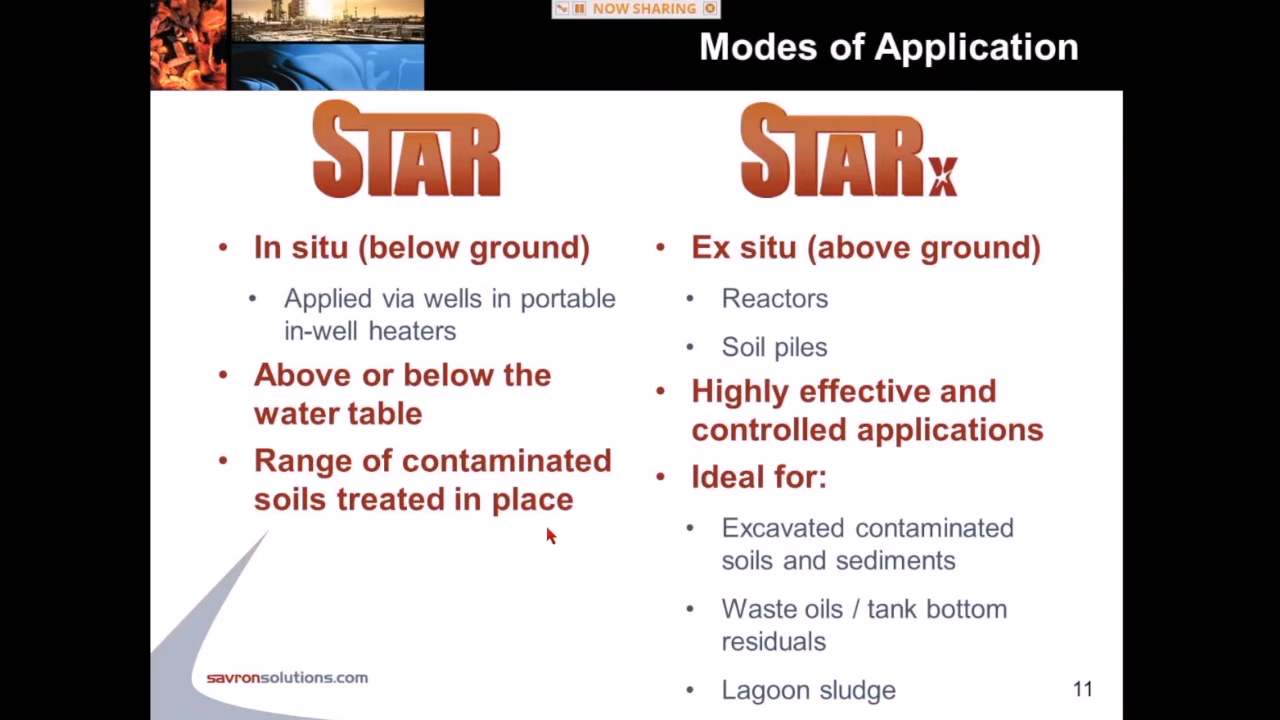 NOW SHARING
Modes of Application
STAR
• In situ (below ground)
• Applied via wells in portable
in-well heaters
• Above or below the
water table
• Range of contaminated
soils treated in place
STARx
• Ex situ (above ground)
• Reactors
• Soil piles
• Highly effective and
controlled applications
• Ideal for:
• Excavated contaminated
soils and sediments
• Waste oils / tank bottom
residuals
• Lagoon sludge
savronsolutions.com
11